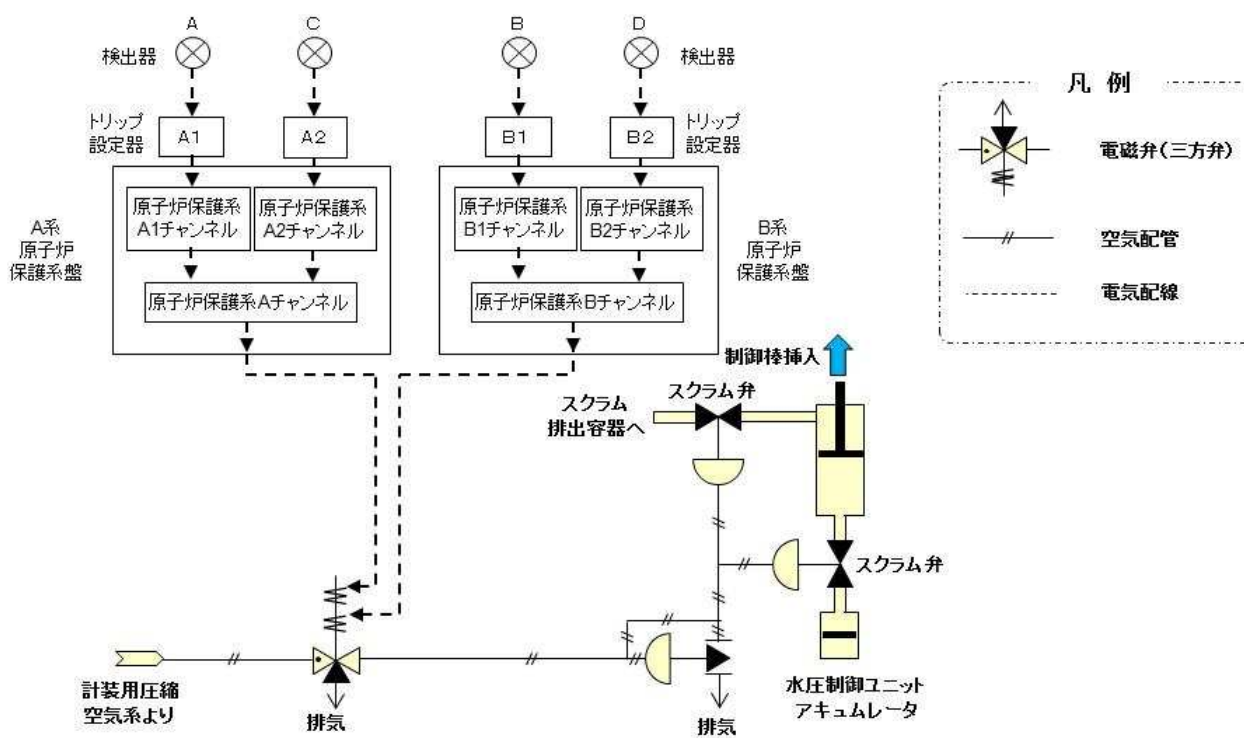 A
C
B
D
検出器
検出器
トリップ
設定器
A1
A2
B1
B2
トリップ
設定器
A系
原子炉
保護系盤
原子炉保護系
A1チャンネル
原子炉保護系
A2チャンネル
原子炉保護系Aチャンネル
原子炉保護系
B1チャンネル
原子炉保護系
B2チャンネル
原子炉保護系Bチャンネル
B系
原子炉
保護系盤
凡 例
電磁弁(三方弁)
空気配管
電気配線
制御棒挿入
スクラム弁
スクラム
排出容器へ
スクラム弁
計装用圧縮
空気系より
排気
排気
水圧制御ユニット
アキュムレータ